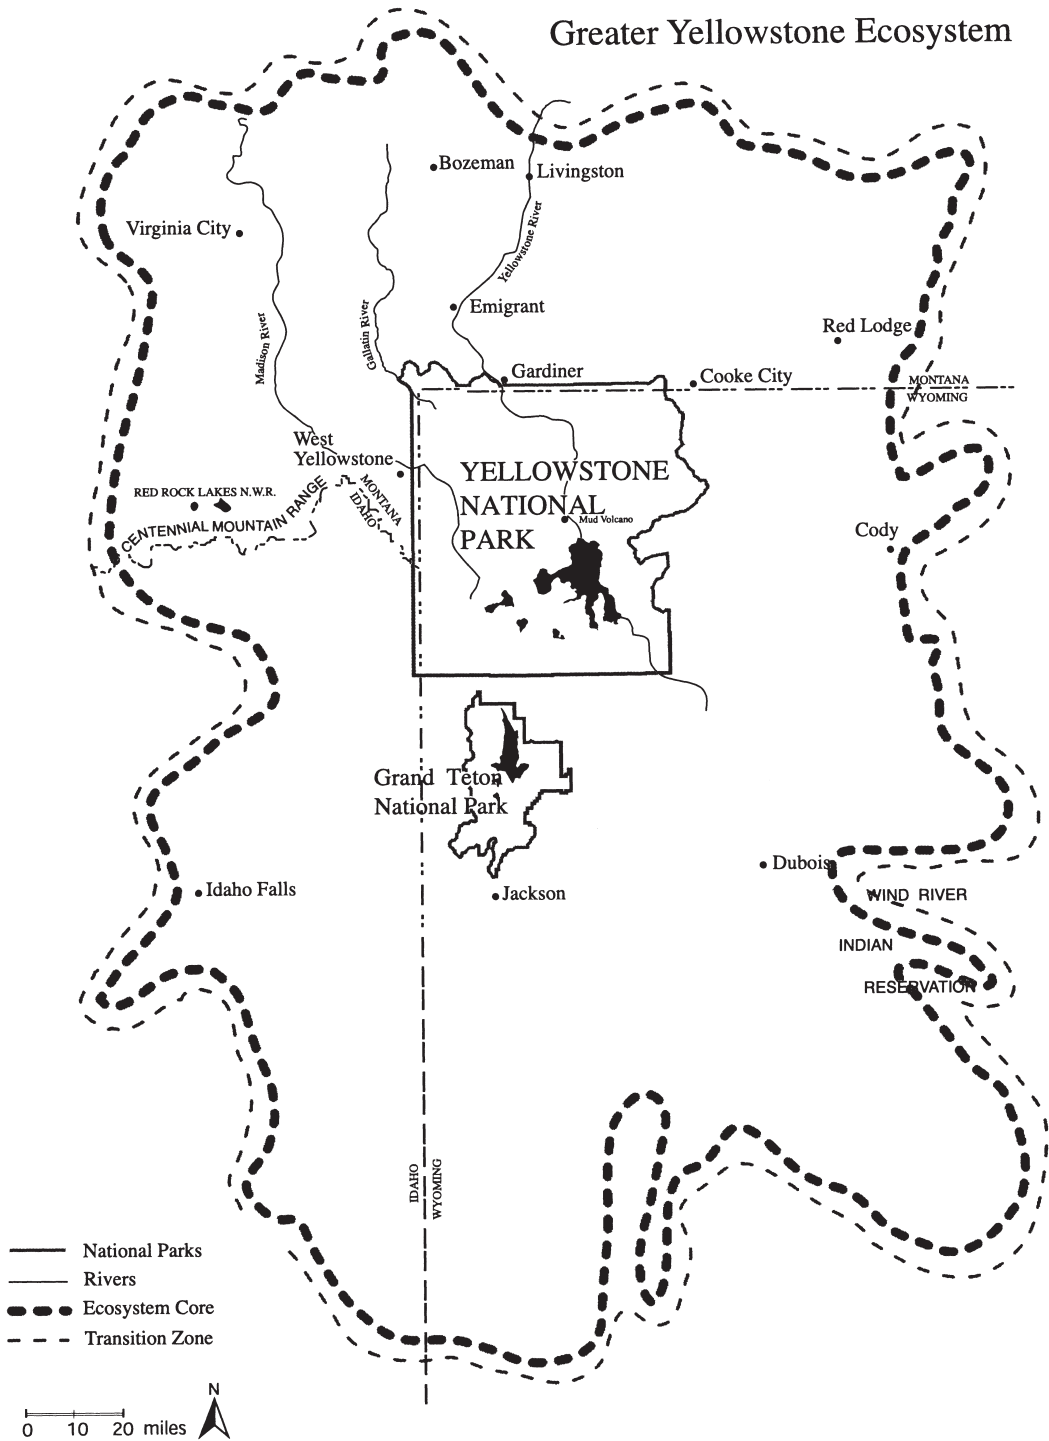 Greater Yellowstone Ecosystem
Bozeman
Livingston
Virginia City
Yellowstone River
Emigrant
Madison River
Gallatin River
Red Lodge
Gardiner
Cooke City
MONTANA
WYOMING
West
Yellowstone
YELLOWSTONE
NATIONAL
PARK
Mud Volcano
RED ROCK LAKES N.W.R.
CENTENNIAL MOUNTAIN RANGE
MONTANA
IDAHO
Cody
Grand Teton
National Park
Dubois
Idaho Falls
Jackson
WIND RIVER
INDIAN
RESERVATION
IDAHO
WYOMING
National Parks
Rivers
Ecosystem Core
Transition Zone
N
0 10 20 miles